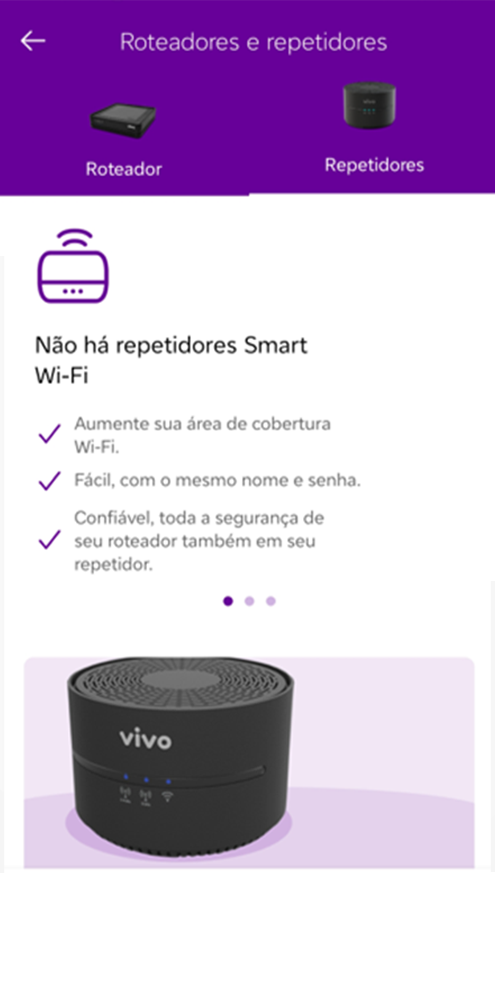 Roteadores e repetidores
Roteador
Repetidores
Não há repetidores Smart
Wi-Fi
Aumente sua área de cobertura
Wi-Fi.
Fácil, com o mesmo nome e senha.
Confiável, toda a segurança de
seu roteador também em seu
repetidor.
vivo